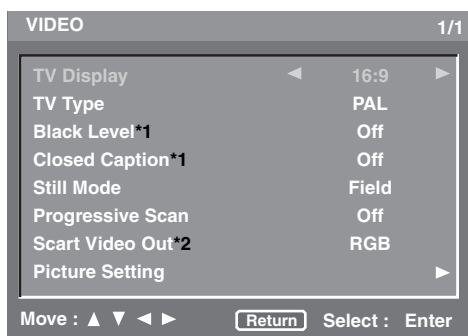 VIDEO 1/1
TV Display ◀ 16:9 ▶
TV Type PAL
Black Level*1 Off
Closed Caption*1 Off
Still Mode Field
Progressive Scan Off
Scart Video Out*2 RGB
Picture Setting ▶
Move : ▲ ▼ ◀ ▶ Return Select : Enter